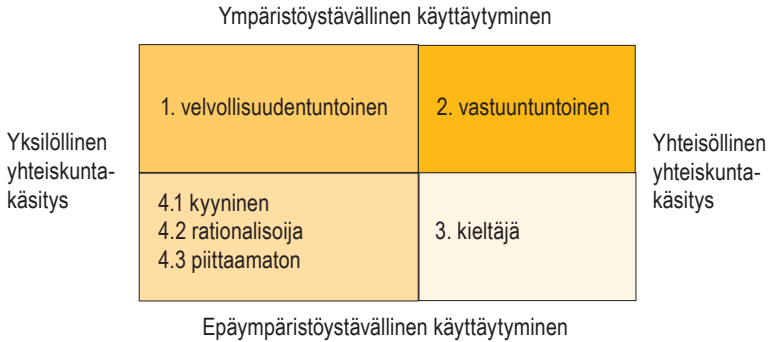 Ympäristöystävällinen käyttäytyminen
1. velvollisuudentuntoinen
2. vastuuntuntoinen
Yksilöllinen
yhteiskunta-
käsitys
Yhteisöllinen
yhteiskunta-
käsitys
4.1 kyyninen
4.2 rationalisoija
4.3 piittaamaton
3. kieltäjä
Epäympäristöystävällinen käyttäytyminen